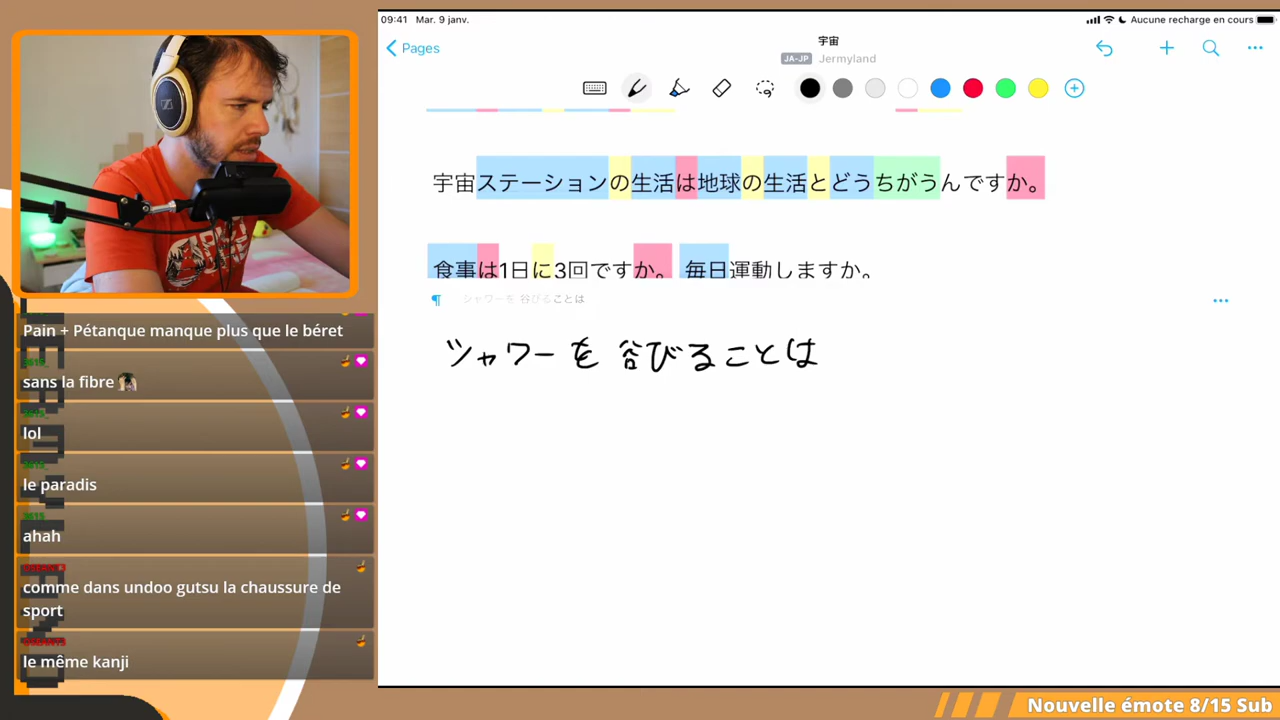 09:41 Mar. 9 janv.
Aucune recharge en cours
Pages
宇宙
JA-JP Jermyland
宇宙ステーションの生活は地球の生活とどうちがうんですか。
食事は1日に3回ですか。 毎日運動しますか。
シャワーを 谷びることは
シャワーを 谷びることは
Pain + Pétanque manque plus que le béret
sans la fibre
lol
le paradis
ahah
comme dans undoo gutsu la chaussure de
sport
le même kanji
Nouvelle émote 8/15 Sub